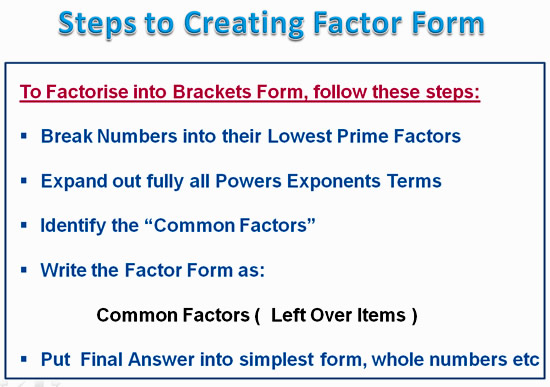 Steps to Creating Factor Form
To Factorise into Brackets Form, follow these steps:
▪ Break Numbers into their Lowest Prime Factors
▪ Expand out fully all Powers Exponents Terms
▪ Identify the “Common Factors”
▪ Write the Factor Form as:
Common Factors ( Left Over Items )
▪ Put Final Answer into simplest form, whole numbers etc